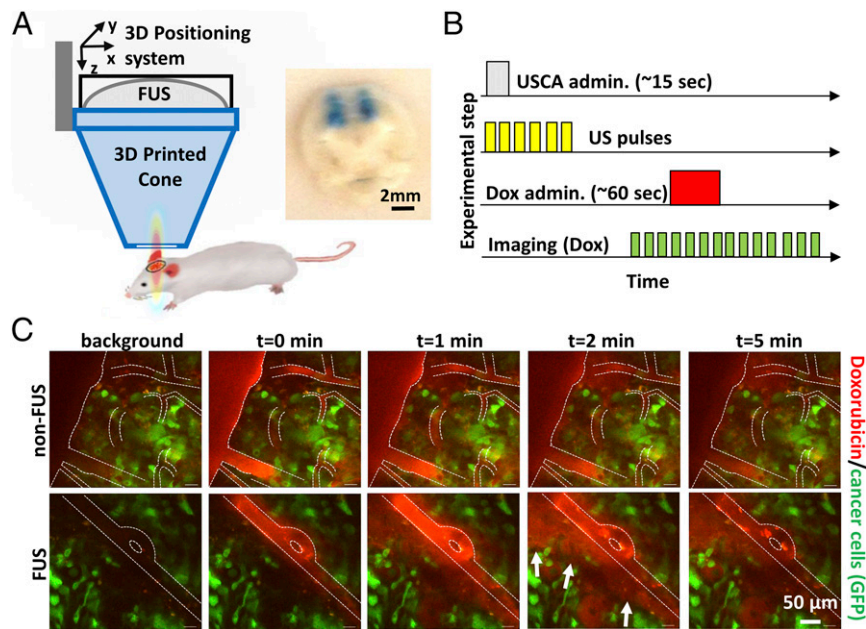 A
y
3D Positioning
x system
z
FUS
3D Printed
Cone
2mm
B
Experimental step
USCA admin. (~15 sec)
US pulses
Dox admin. (~60 sec)
Imaging (Dox)
Time
C
background t=0 min t=1 min t=2 min t=5 min
non-FUS
FUS
50 μm
Doxorubicin/cancer cells (GFP)